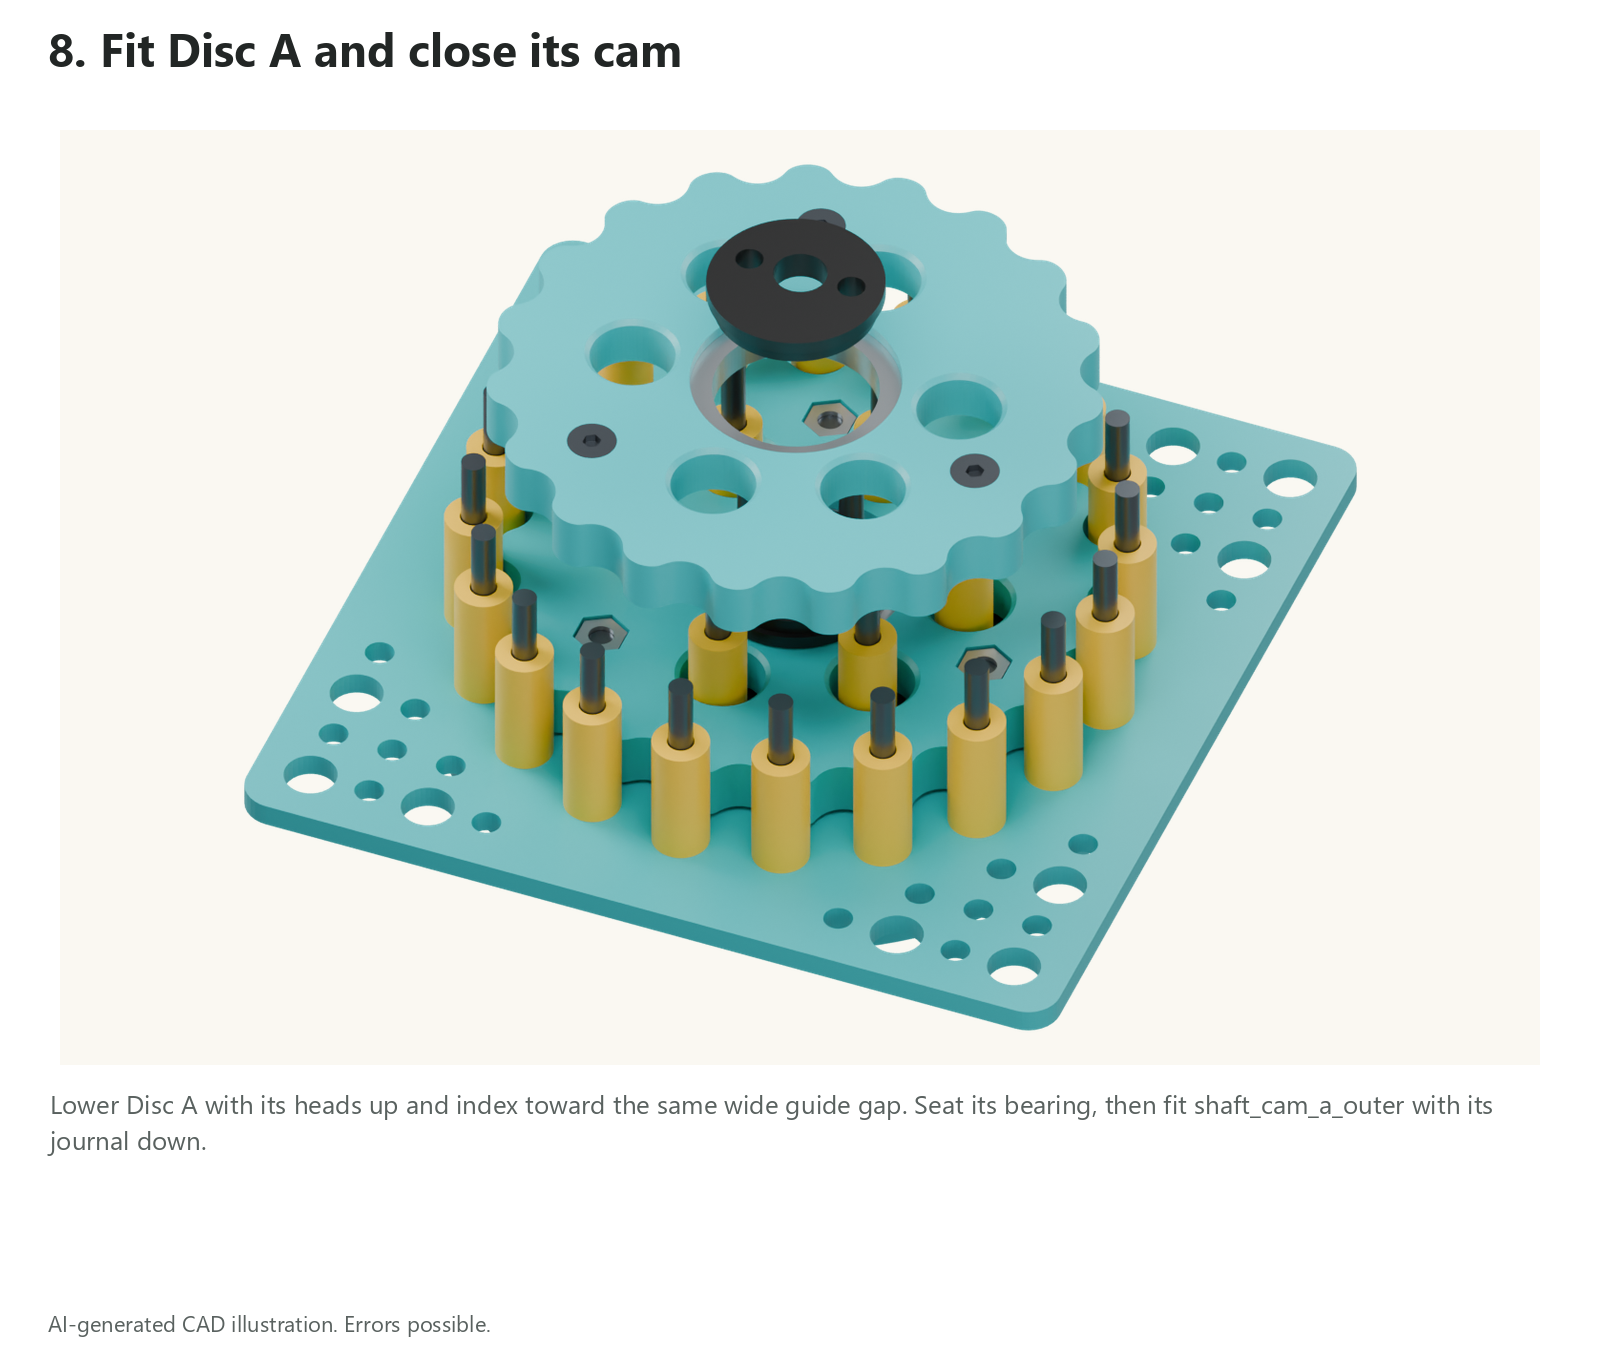 8. Fit Disc A and close its cam
Lower Disc A with its heads up and index toward the same wide guide gap. Seat its bearing, then fit shaft_cam_a_outer with its
journal down.
AI-generated CAD illustration. Errors possible.